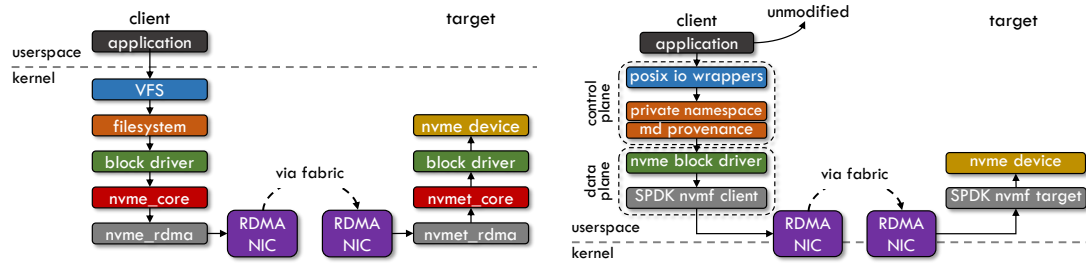 client
target
application
userspace
kernel
VFS
filesystem
nvme device
block driver
block driver
via fabric
nvme_core
nvmet_core
nvme_rdma
RDMA
NIC
RDMA
NIC
nvmet_rdma
client
unmodified
target
application
control
plane
posix io wrappers
private namespace
md provenance
data
plane
nvme block driver
nvme device
via fabric
SPDK nvmf client
SPDK nvmf target
RDMA
NIC
RDMA
NIC
userspace
kernel